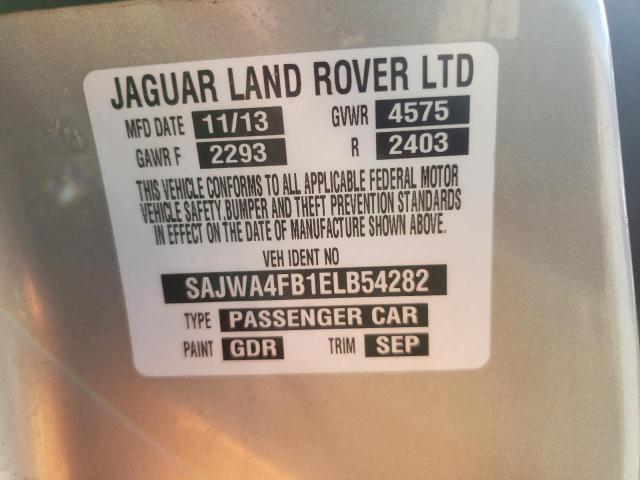 JAGUAR LAND ROVER LTD
MFD DATE 11/13 GVWR 4575
GAWR F 2293 R 2403
THIS VEHICLE CONFORMS TO ALL APPLICABLE FEDERAL MOTOR
VEHICLE SAFETY,BUMPER AND THEFT PREVENTION STANDARDS
IN EFFECT ON THE DATE OF MANUFACTURE SHOWN ABOVE.
VEH IDENT NO
SAJWA4FB1ELB54282
TYPE PASSENGER CAR
PAINT GDR TRIM SEP